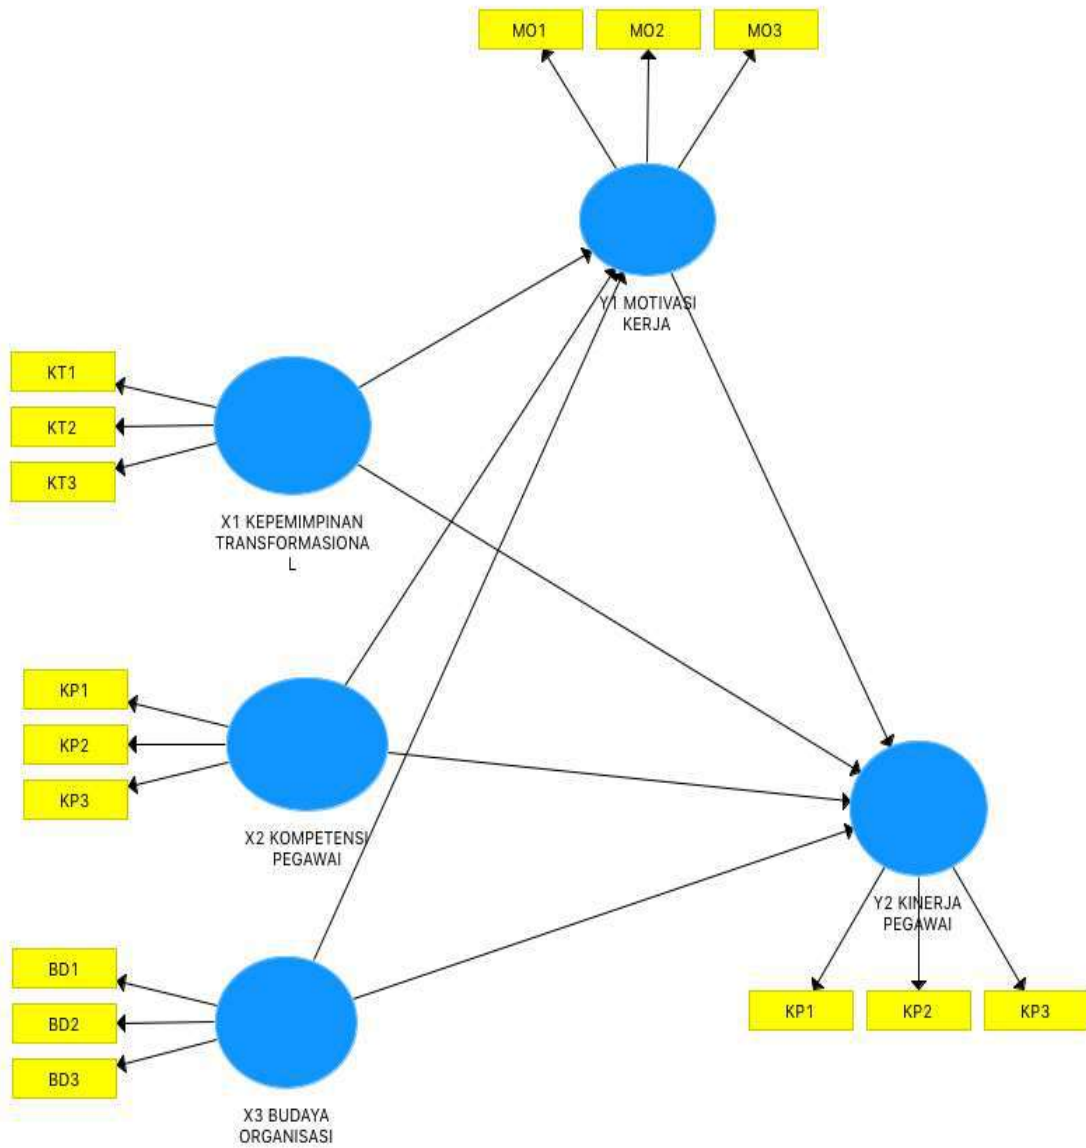 MO1
MO2
MO3
Y1 MOTIVASI
KERJA
KT1
KT2
KT3
X1 KEPEMIMPINAN
TRANSFORMASIONA
L
KP1
KP2
KP3
X2 KOMPETENSI
PEGAWAI
Y2 KINERJA
PEGAWAI
KP1
KP2
KP3
BD1
BD2
BD3
X3 BUDAYA
ORGANISASI